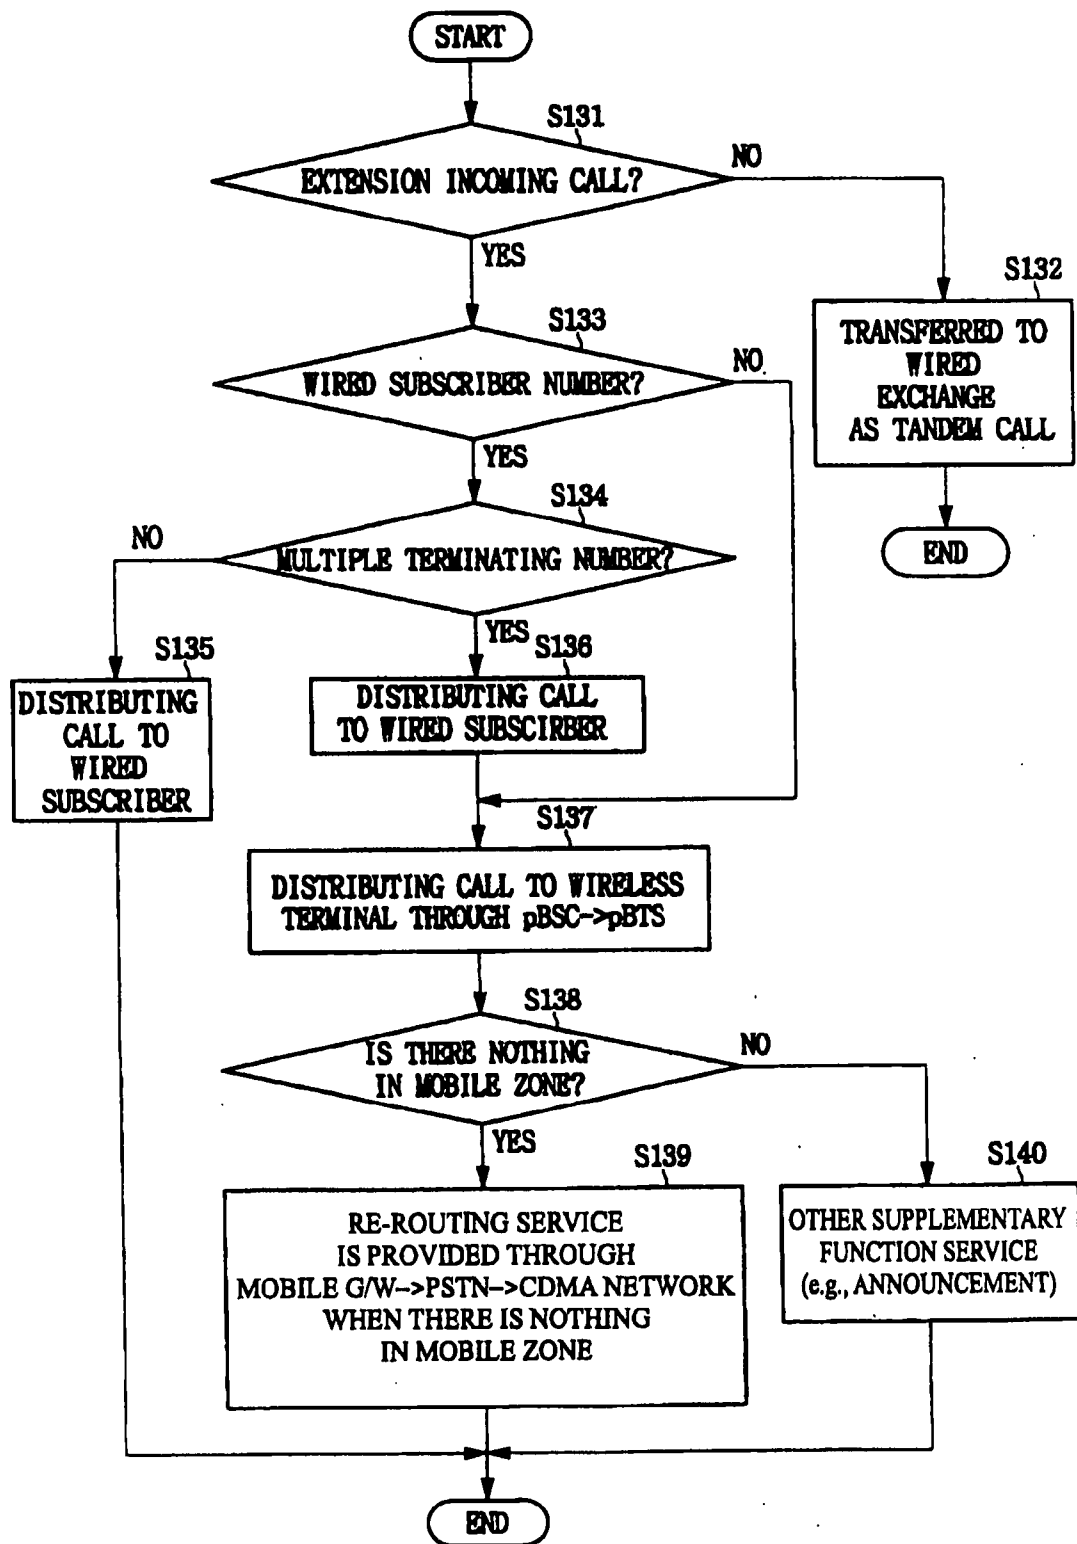 START
S131
EXTENSION INCOMING CALL?
NO
YES
S132
TRANSFERRED TO
WIRED
EXCHANGE
AS TANDEM CALL
END
S133
WIRED SUBSCRIBER NUMBER?
NO
YES
S134
MULTIPLE TERMINATING NUMBER?
NO
YES
S135
DISTRIBUTING
CALL TO
WIRED
SUBSCRIBER
S136
DISTRIBUTING CALL
TO WIRED SUBSCIRBER
S137
DISTRIBUTING CALL TO WIRELESS
TERMINAL THROUGH pBSC->pBTS
S138
IS THERE NOTHING
IN MOBILE ZONE?
NO
YES
S139
RE-ROUTING SERVICE
IS PROVIDED THROUGH
MOBILE G/W->PSTN->CDMA NETWORK
WHEN THERE IS NOTHING
IN MOBILE ZONE
S140
OTHER SUPPLEMENTARY
FUNCTION SERVICE
(e.g., ANNOUNCEMENT)
END